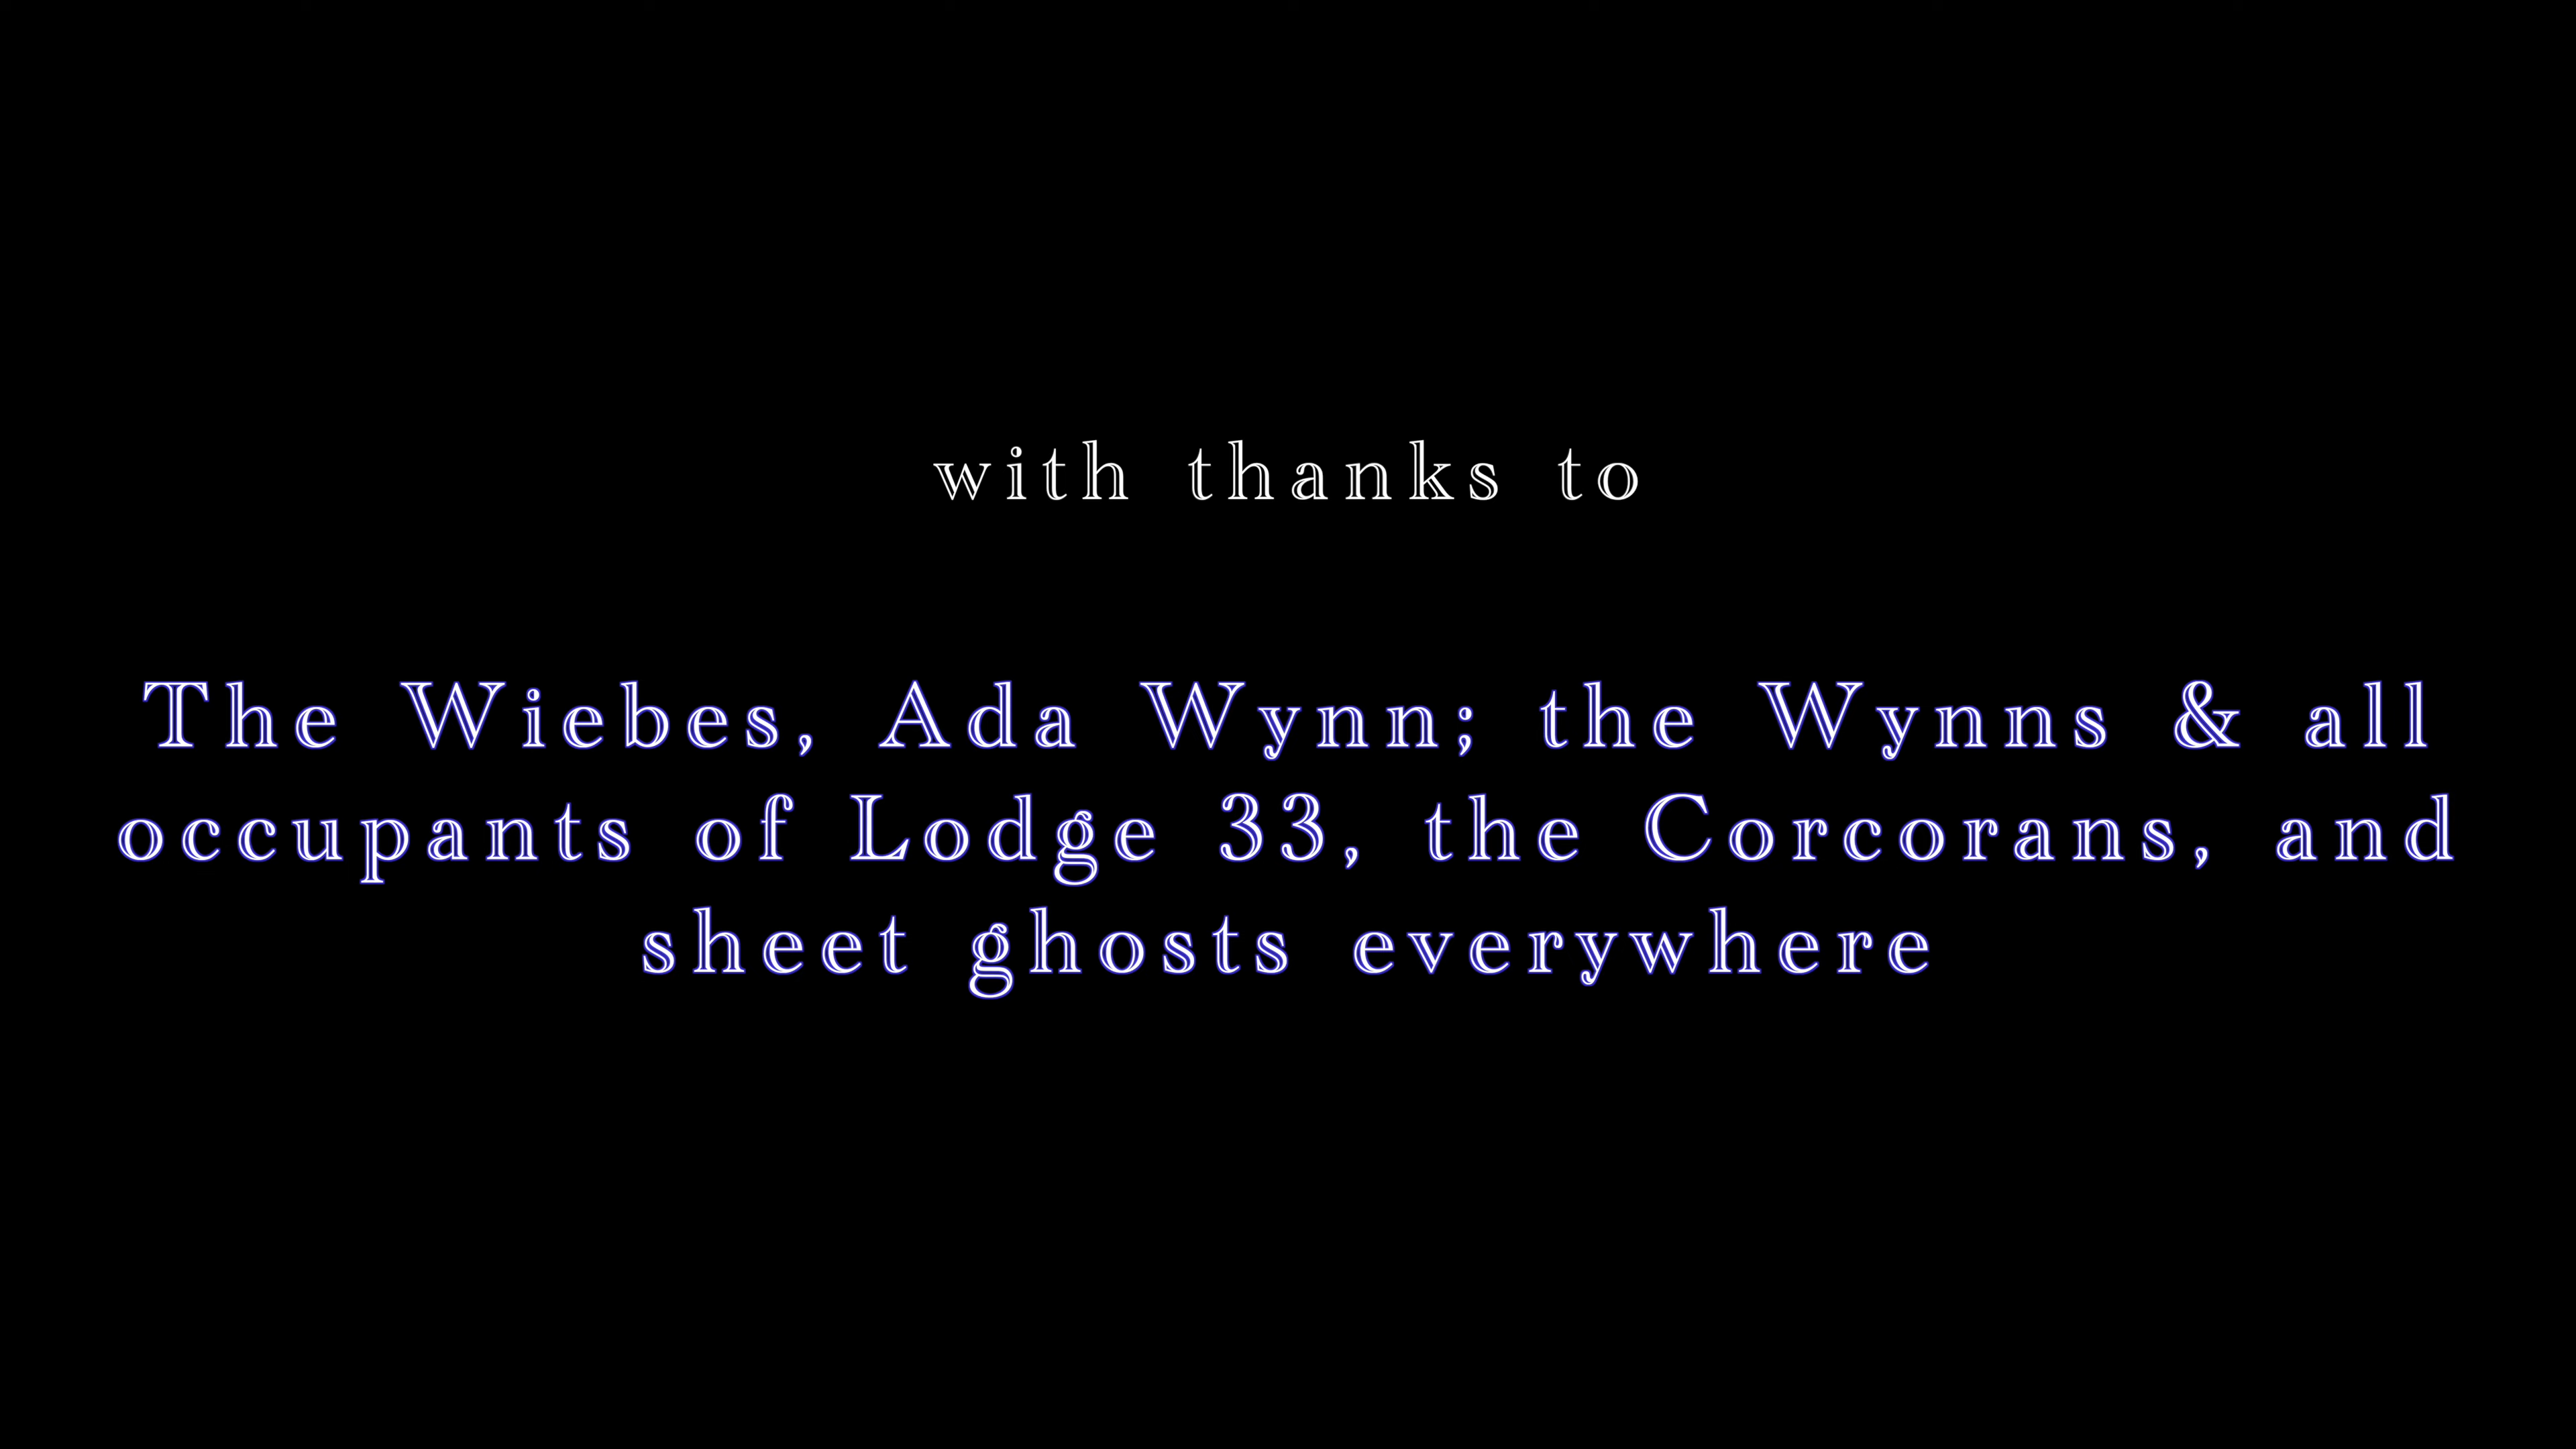 with thanks to
The Wiebes, Ada Wynn; the Wynns & all
occupants of Lodge 33, the Corcorans, and
sheet ghosts everywhere